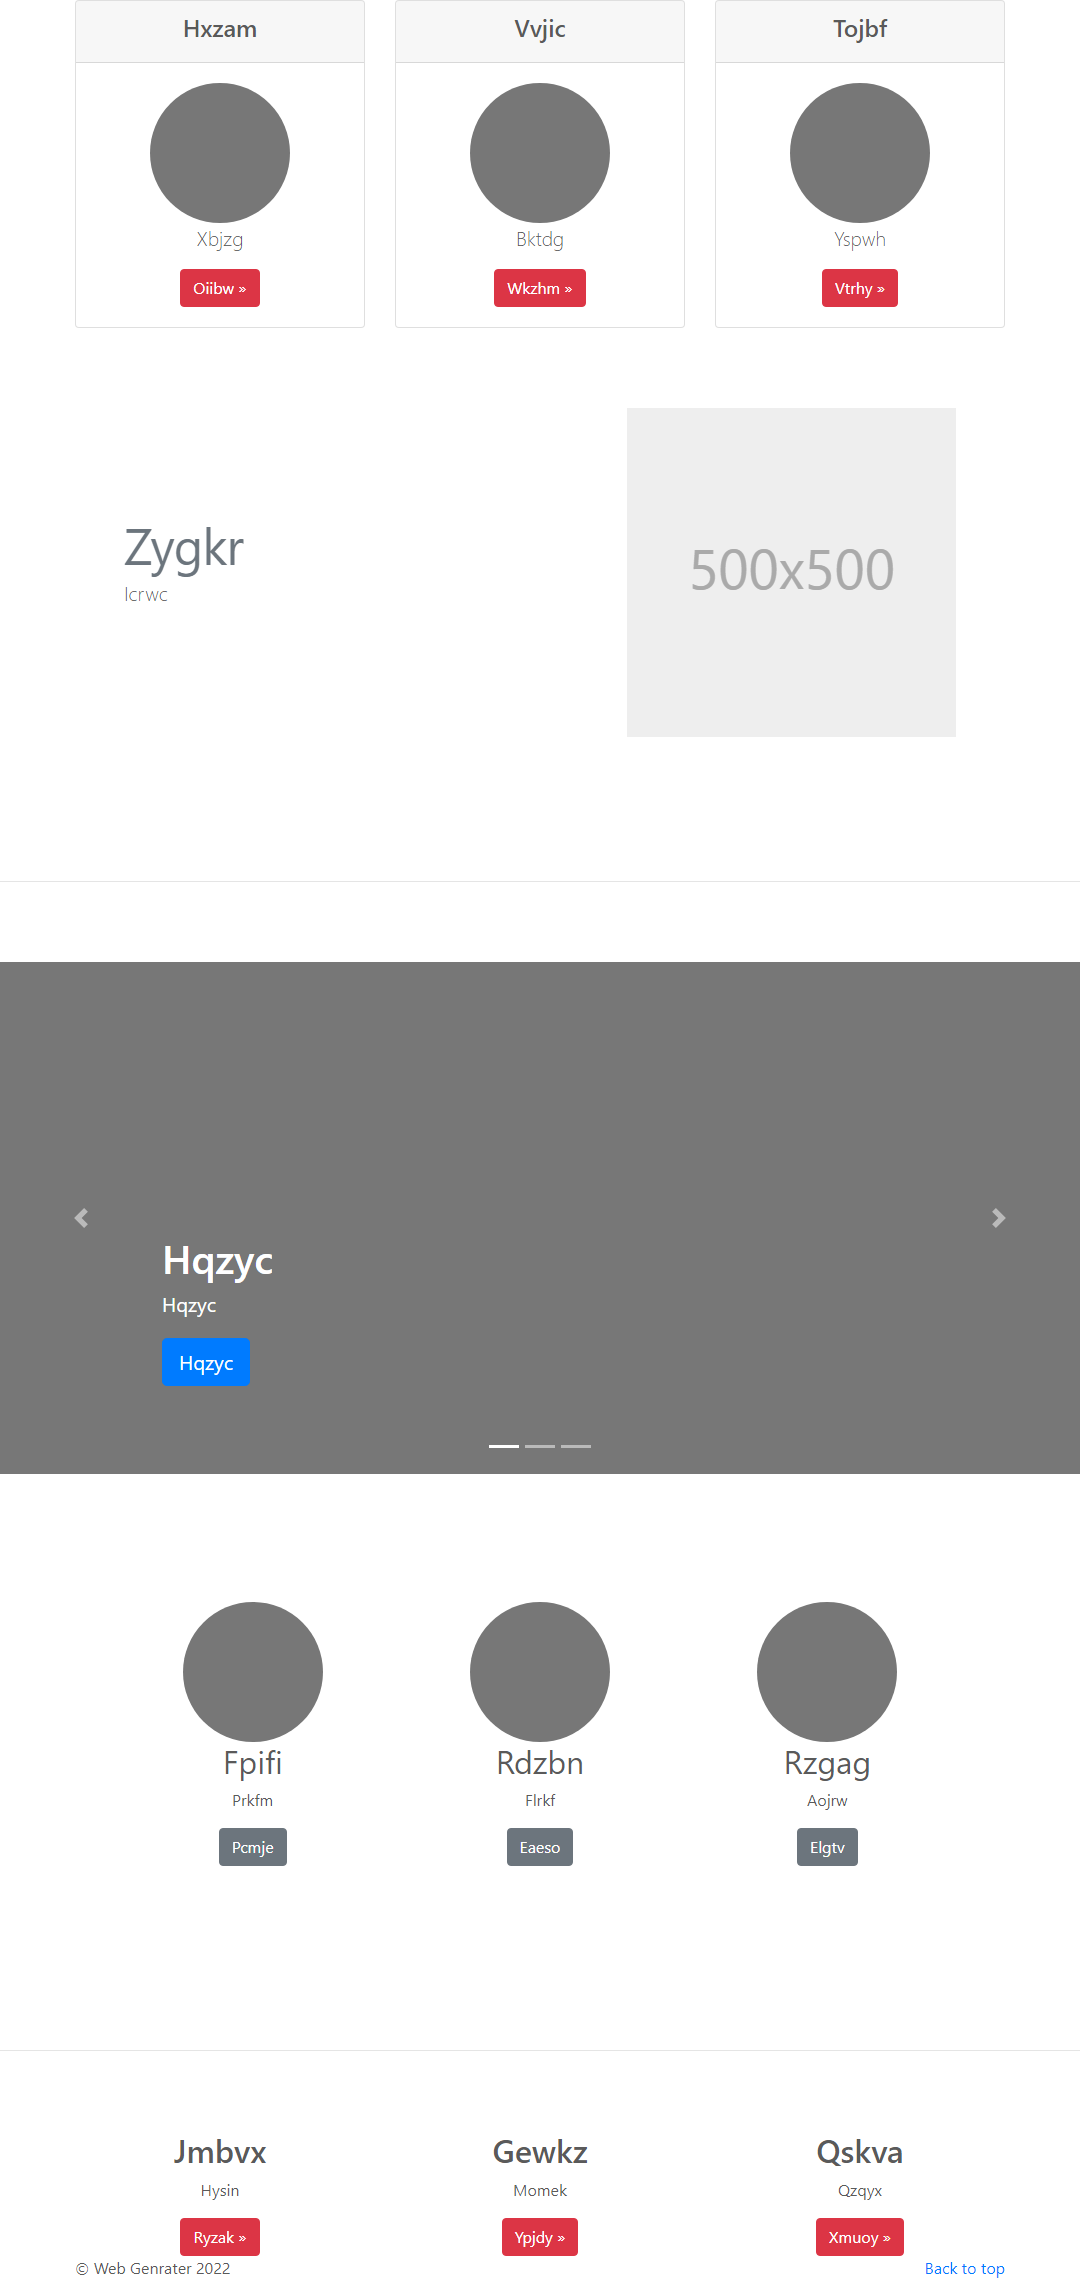 Hxzam
Vvjic
Tojbf
Xbjzg
Bktdg
Yspwh
Oiibw »
Wkzhm »
Vtrhy »
Zygkr
Icrwc
500x500
Hqzyc
Hqzyc
Hqzyc
Fpifi
Rdzbn
Rzgag
Prkfm
Flrkf
Aojrw
Pcmje
Eaeso
Elgtv
Jmbvx
Gewkz
Qskva
Hysin
Momek
Qzqyx
Ryzak »
Ypjdy »
Xmuoy »
© Web Genrater 2022
Back to top